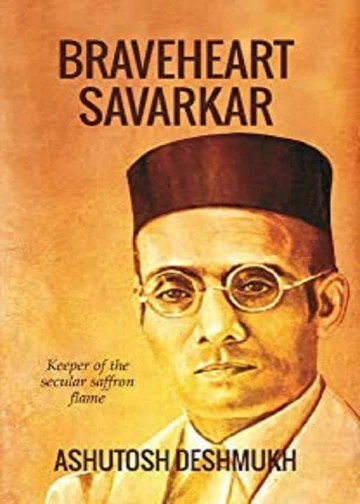 BRAVEHEART
SAVARKAR
Keeper of the
secular saffron
flame
ASHUTOSH DESHMUKH